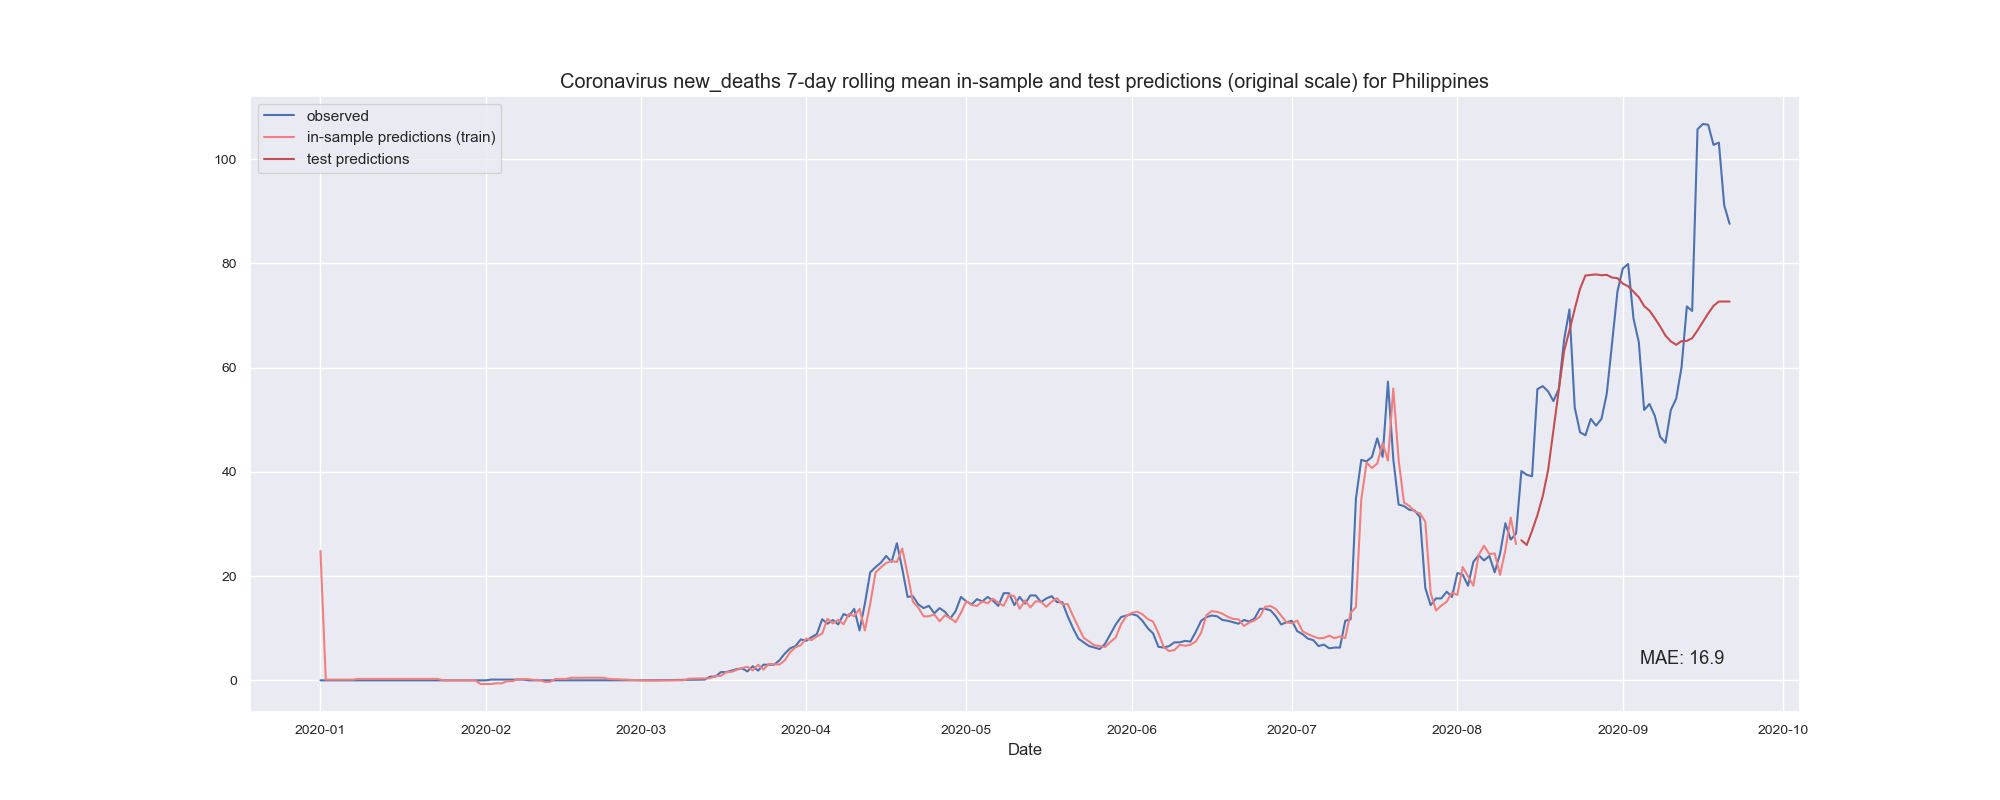 Coronavirus new_deaths 7-day rolling mean in-sample and test predictions (original scale) for Philippines
observed
in-sample predictions (train)
test predictions
100
80
60
40
20
0
MAE: 16.9
2020-01 2020-02 2020-03 2020-04 2020-05 2020-06 2020-07 2020-08 2020-09 2020-10
Date